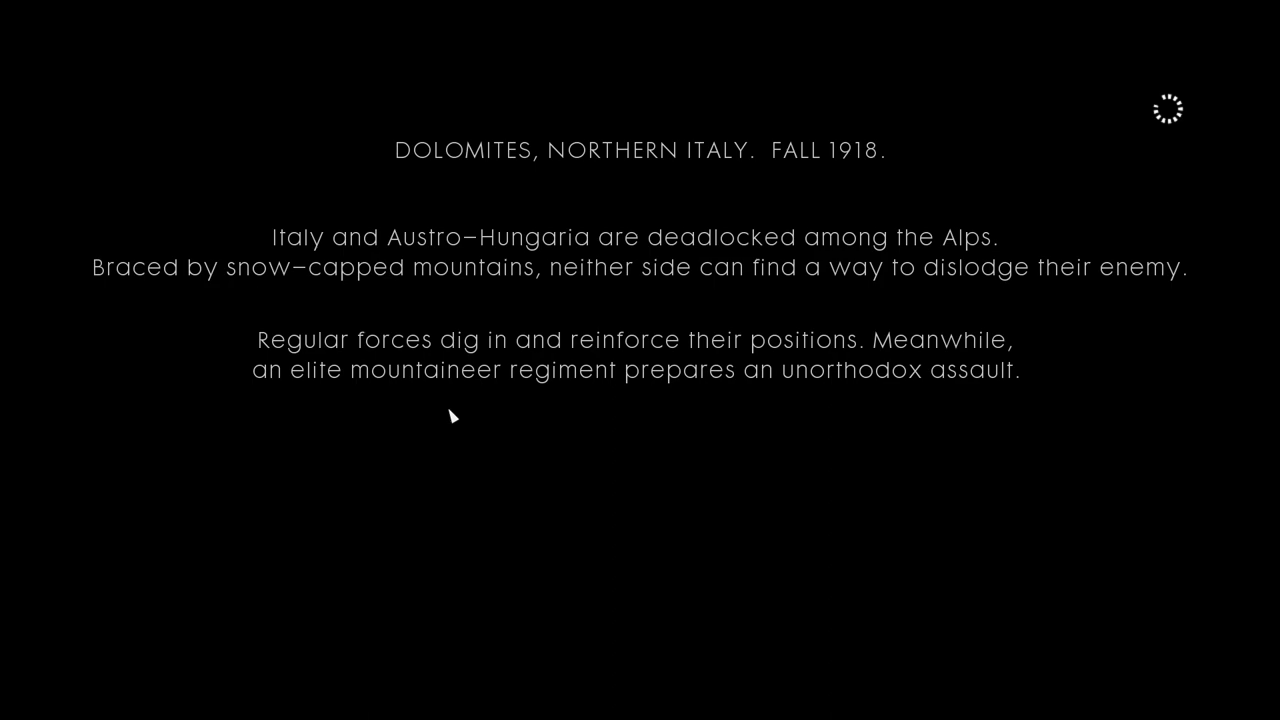 DOLOMITES, NORTHERN ITALY. FALL 1918.
Italy and Austro-Hungaria are deadlocked among the Alps.
Braced by snow-capped mountains, neither side can find a way to dislodge their enemy.
Regular forces dig in and reinforce their positions. Meanwhile,
an elite mountaineer regiment prepares an unorthodox assault.